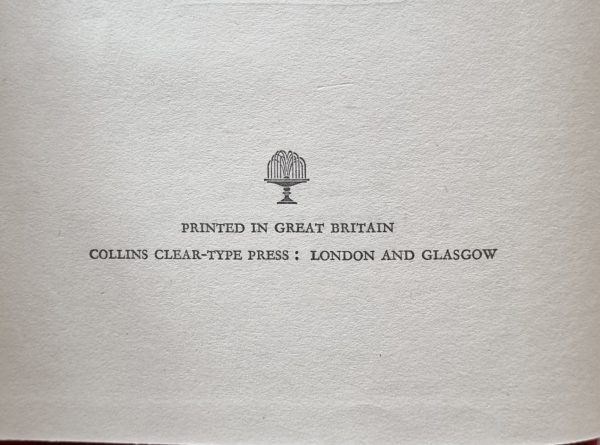 PRINTED IN GREAT BRITAIN
COLLINS CLEAR-TYPE PRESS : LONDON AND GLASGOW